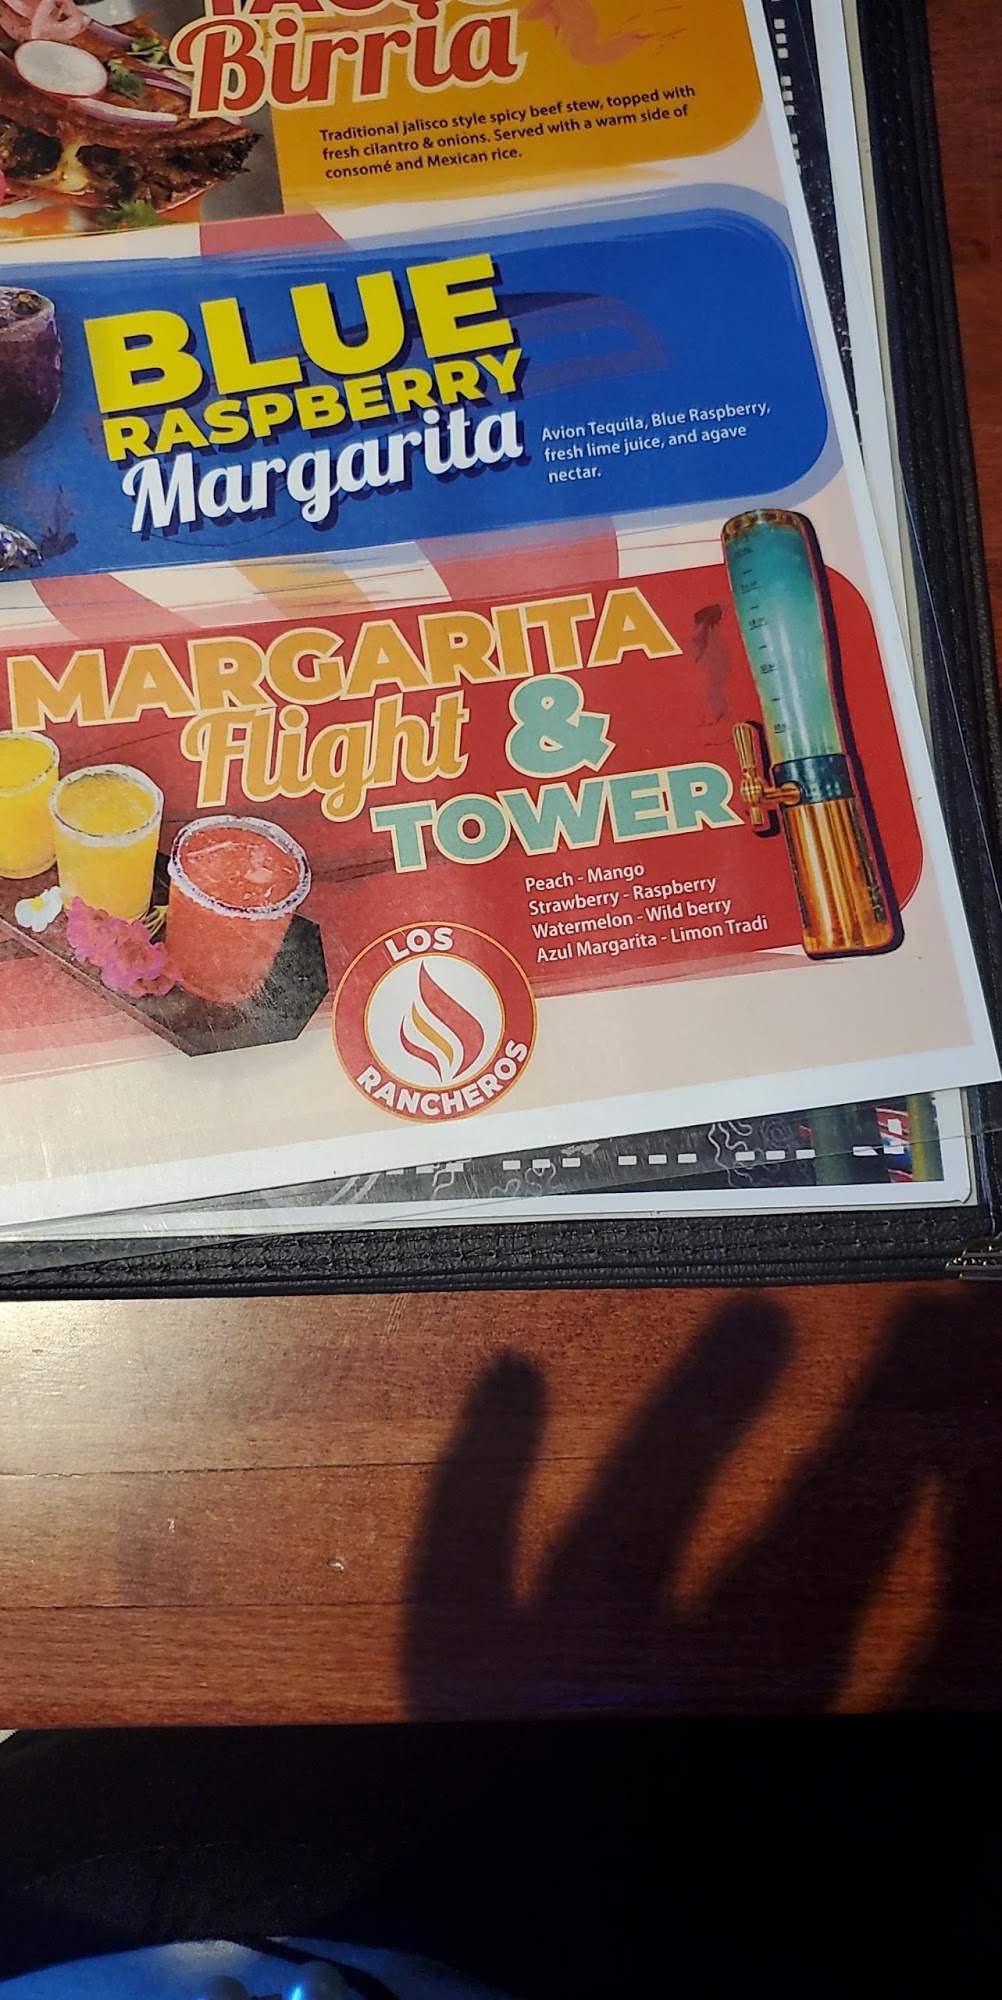 Birria
Traditional jalisco style spicy beef stew, topped with
fresh cilantro & onions. Served with a warm side of
consomé and Mexican rice.
BLUE
RASPBERRY
Margarita
Avion Tequila, Blue Raspberry,
fresh lime juice, and agave
nectar.
MARGARITA
Flight &
TOWER
Peach - Mango
Strawberry - Raspberry
Watermelon - Wild berry
Azul Margarita - Limon Tradi
LOS
RANCHEROS